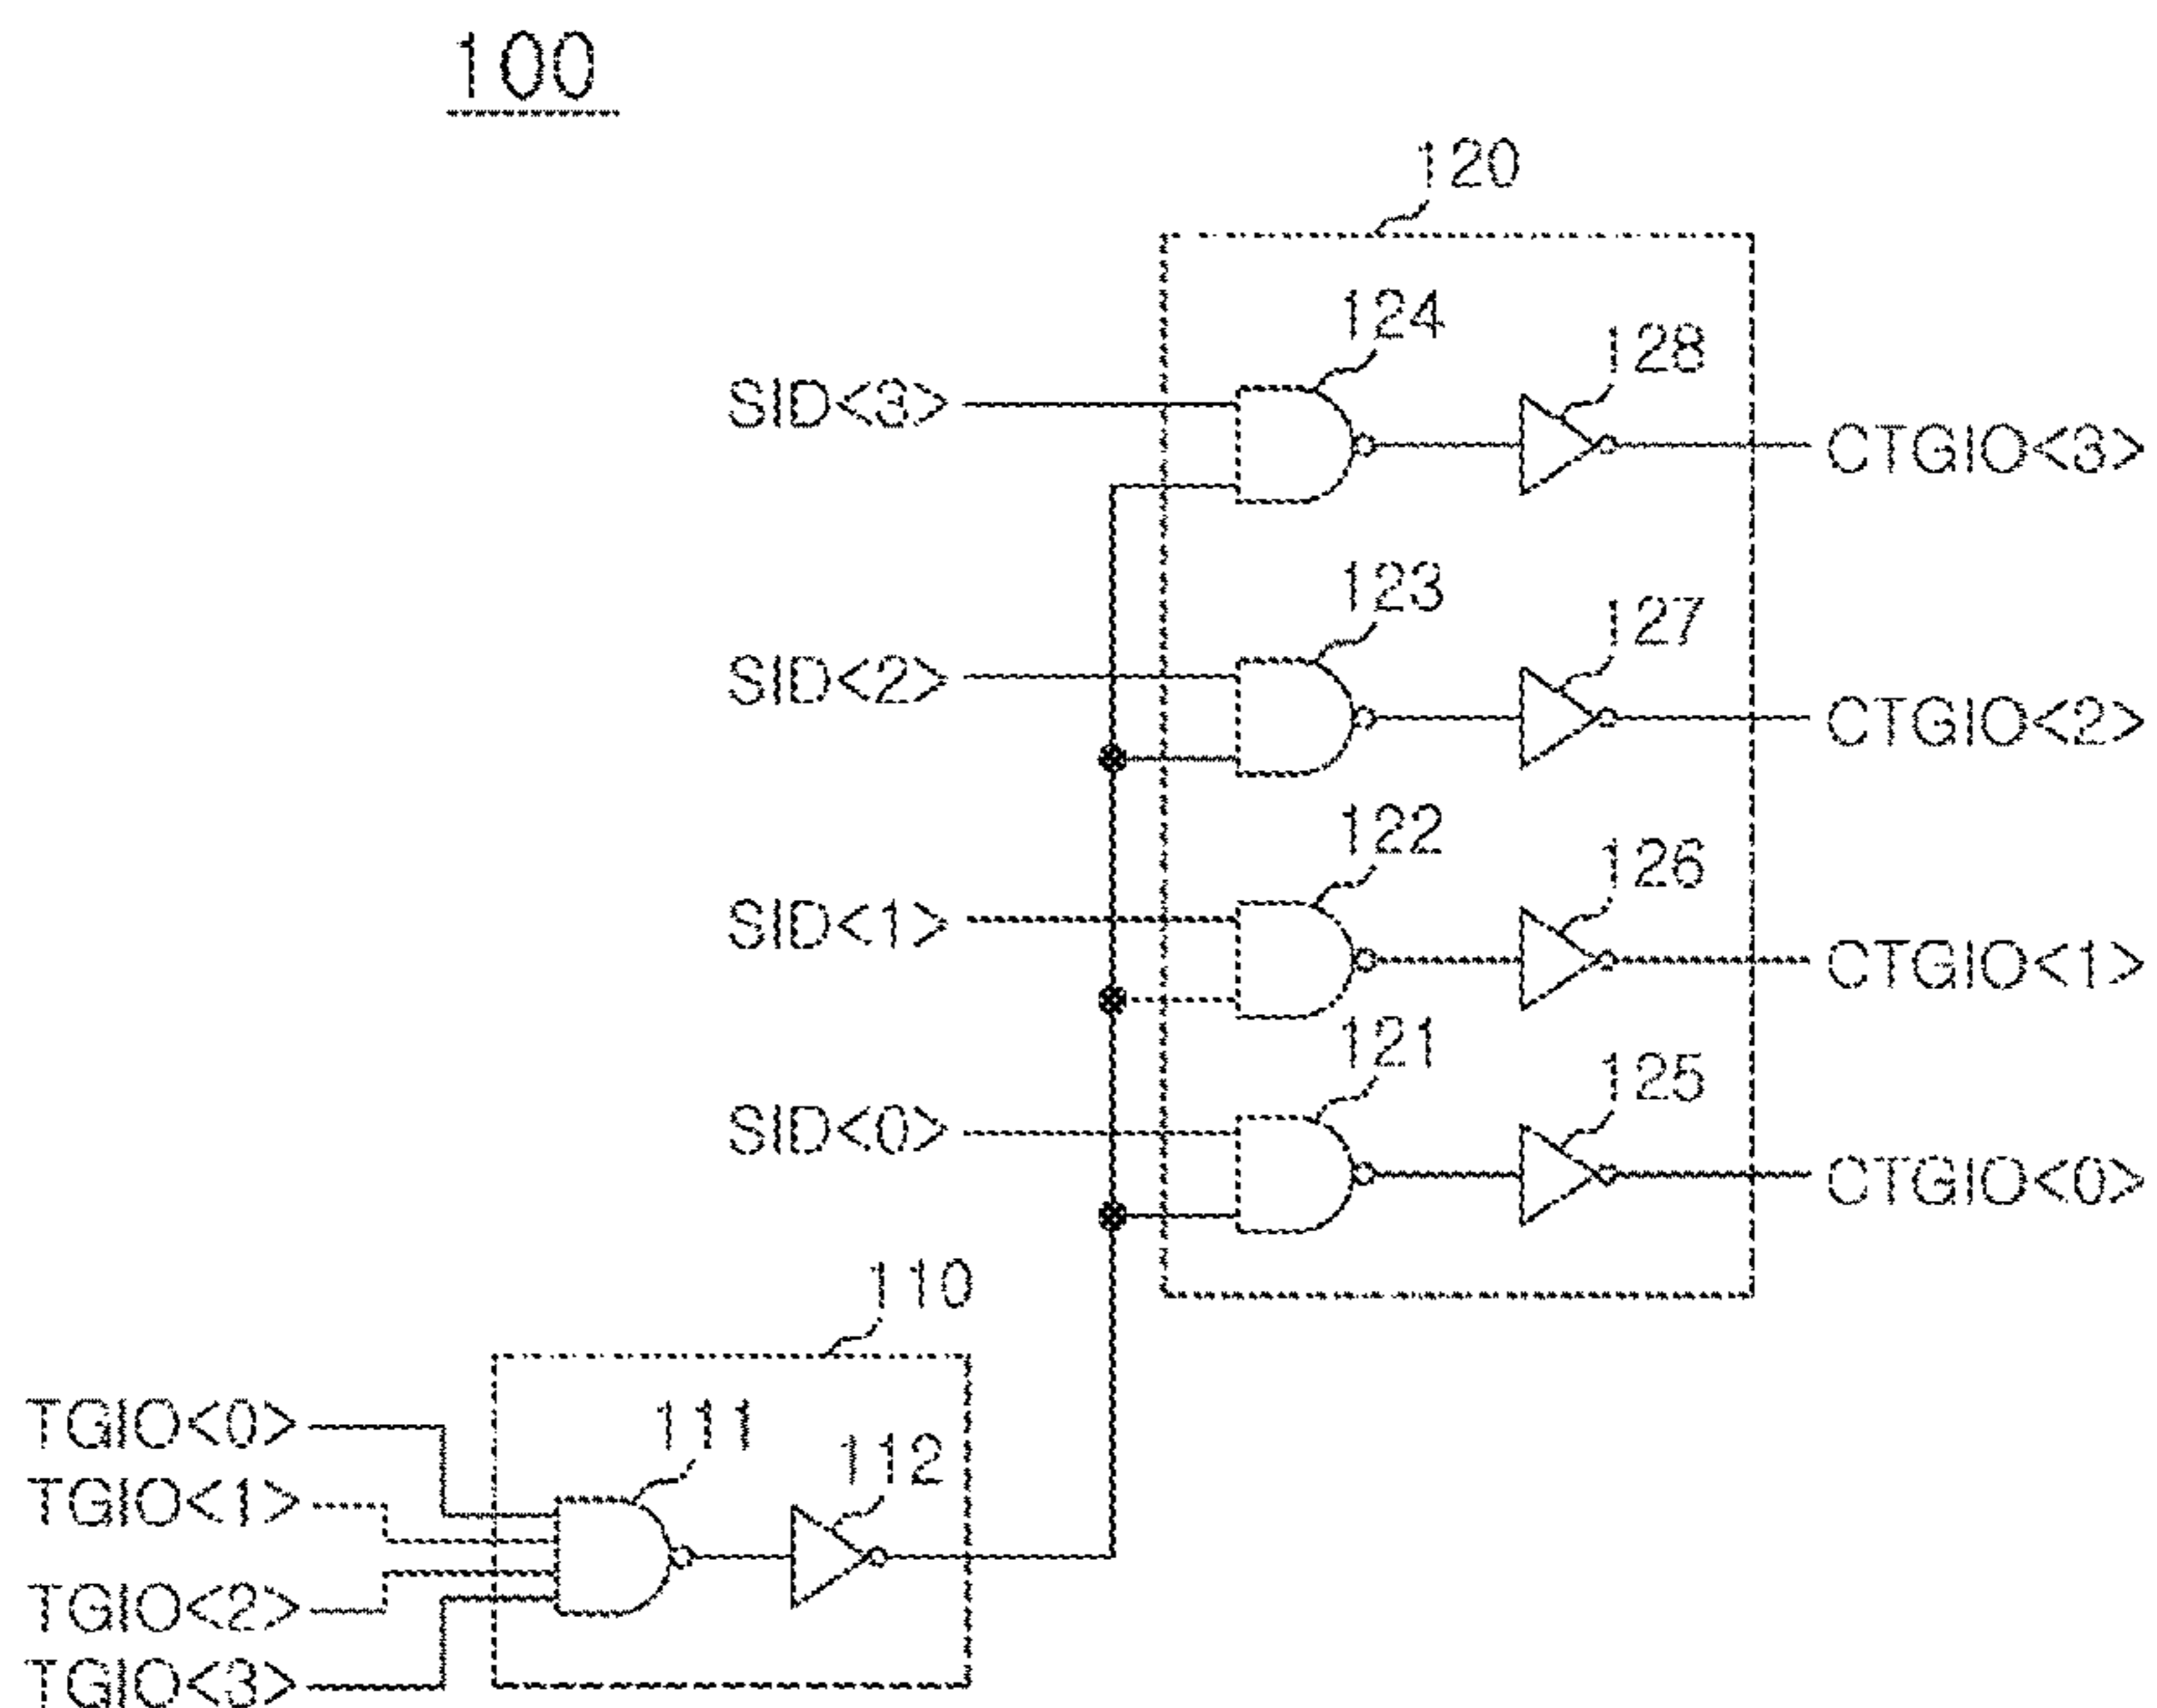 100
120
124
128
SID<3>
CTGIO<3>
123
127
SID<2>
CTGIO<2>
122
126
SID<1>
CTGIO<1>
121
125
SID<0>
CTGIO<0>
110
TGIO<0>
111
112
TGIO<1>
TGIO<2>
TGIO<3>